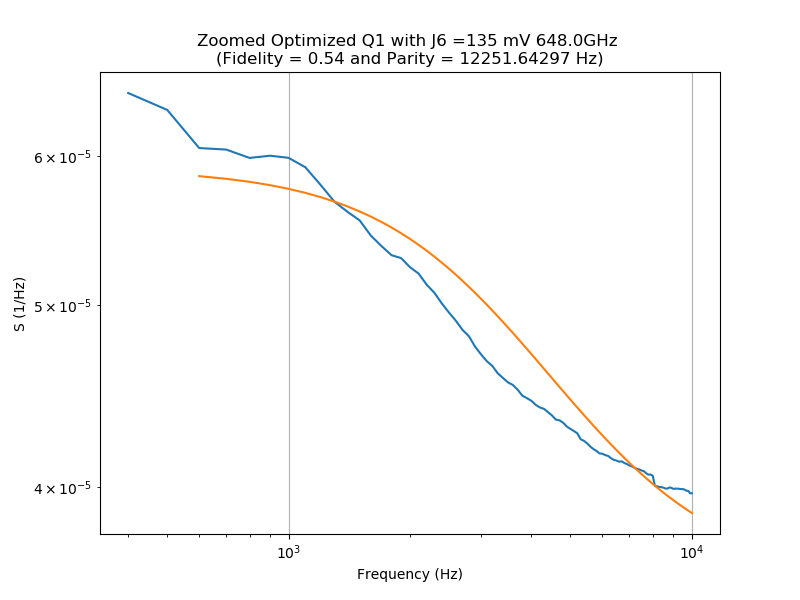 Zoomed Optimized Q1 with J6 =135 mV 648.0GHz
(Fidelity = 0.54 and Parity = 12251.64297 Hz)
6 × 10⁻⁵
5 × 10⁻⁵
4 × 10⁻⁵
S (1/Hz)
10³
10⁴
Frequency (Hz)